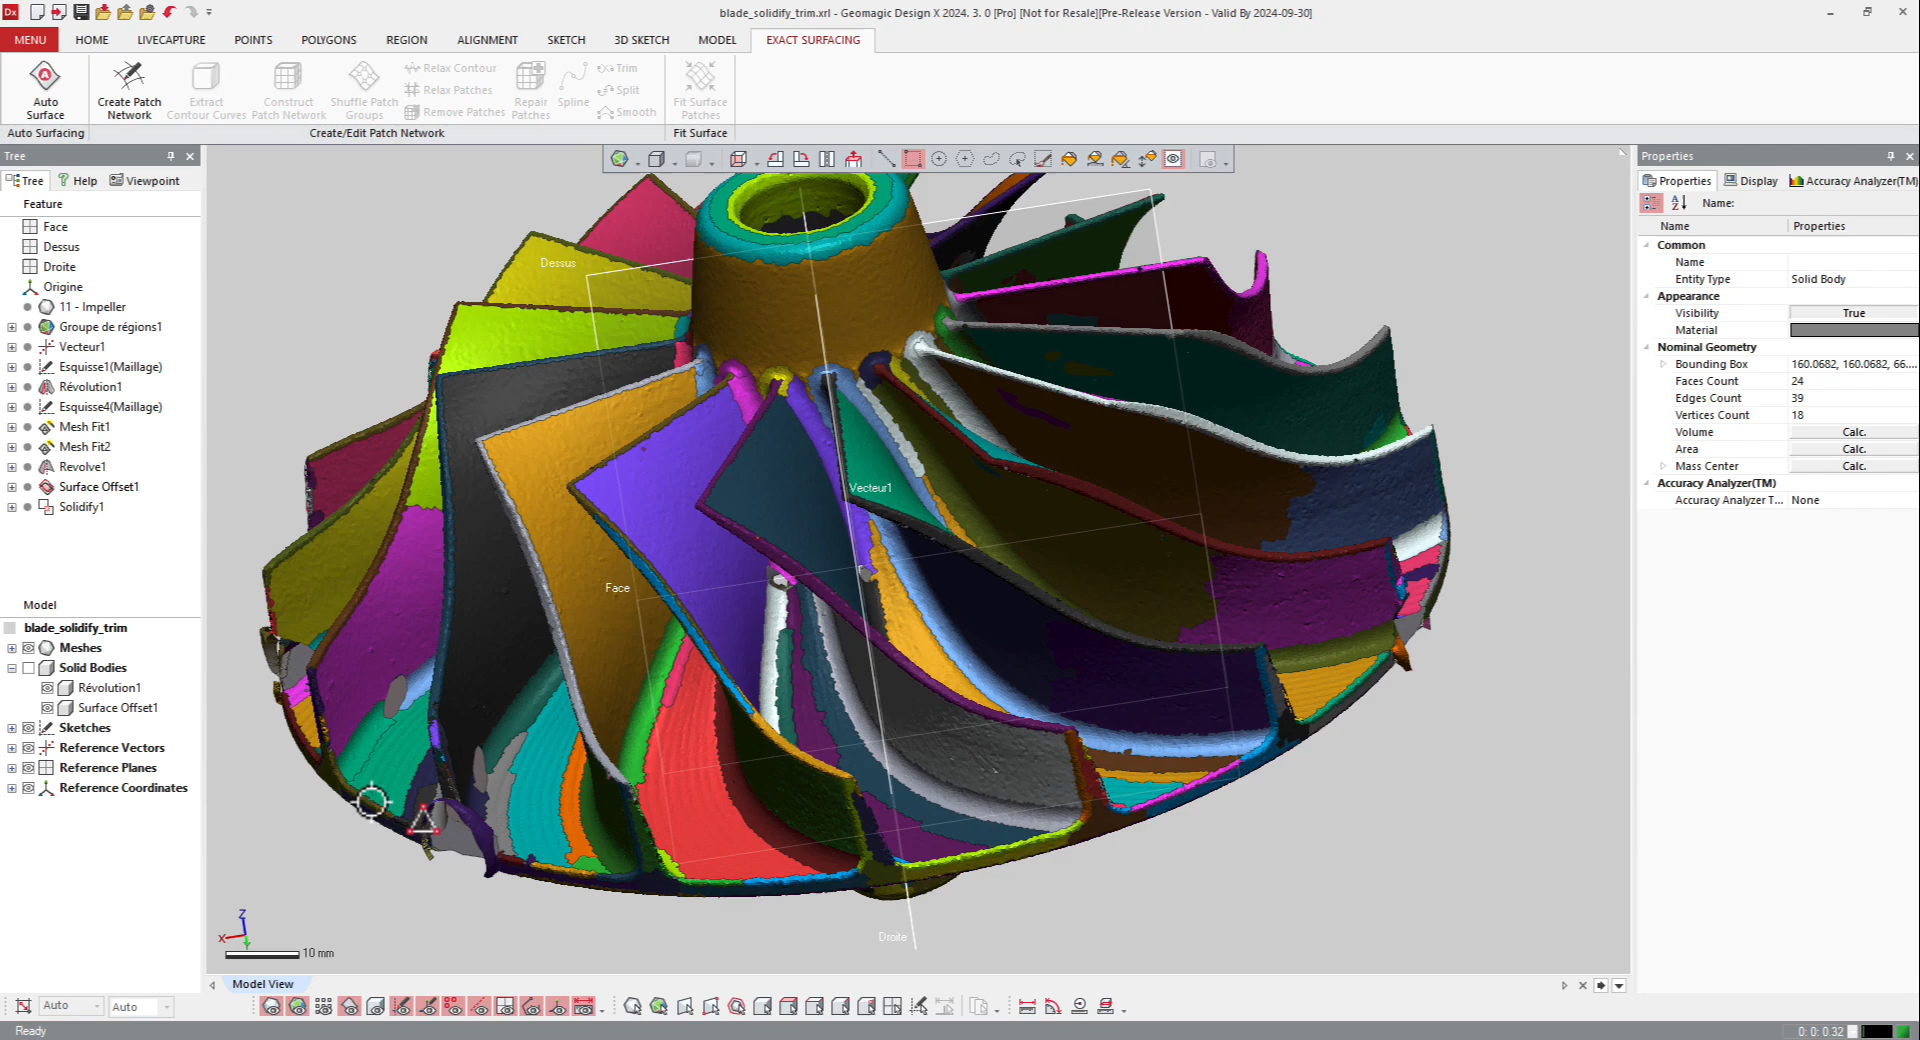 Dx
blade_solidify_trim.xrl - Geomagic Design X 2024. 3. 0 [Pro] [Not for Resale][Pre-Release Version - Valid By 2024-09-30]
MENU HOME LIVECAPTURE POINTS POLYGONS REGION ALIGNMENT SKETCH 3D SKETCH MODEL EXACT SURFACING
Auto Surface
Create Patch Network
Extract Contour Curves
Construct Patch Network
Shuffle Patch Groups
Relax Contour
Relax Patches
Remove Patches
Repair Patches
Spline
Trim
Split
Smooth
Fit Surface Patches
Auto Surfacing
Create/Edit Patch Network
Fit Surface
Tree
Tree Help Viewpoint
Feature
Face
Dessus
Droite
Origine
11 - Impeller
Groupe de régions1
Vecteur1
Esquisse1(Maillage)
Révolution1
Esquisse4(Maillage)
Mesh Fit1
Mesh Fit2
Revolve1
Surface Offset1
Solidify1
Model
blade_solidify_trim
Meshes
Solid Bodies
Révolution1
Surface Offset1
Sketches
Reference Vectors
Reference Planes
Reference Coordinates
Dessus
Vecteur1
Face
Droite
Z
X
10 mm
Model View
Properties
Properties Display Accuracy Analyzer(TM)
A
Z
Name:
Name Properties
Common
Name
Entity Type Solid Body
Appearance
Visibility True
Material
Nominal Geometry
Bounding Box 160.0682, 160.0682, 66....
Faces Count 24
Edges Count 39
Vertices Count 18
Volume Calc.
Area Calc.
Mass Center Calc.
Accuracy Analyzer(TM)
Accuracy Analyzer T... None
Auto Auto
Ready
0: 0: 0.32